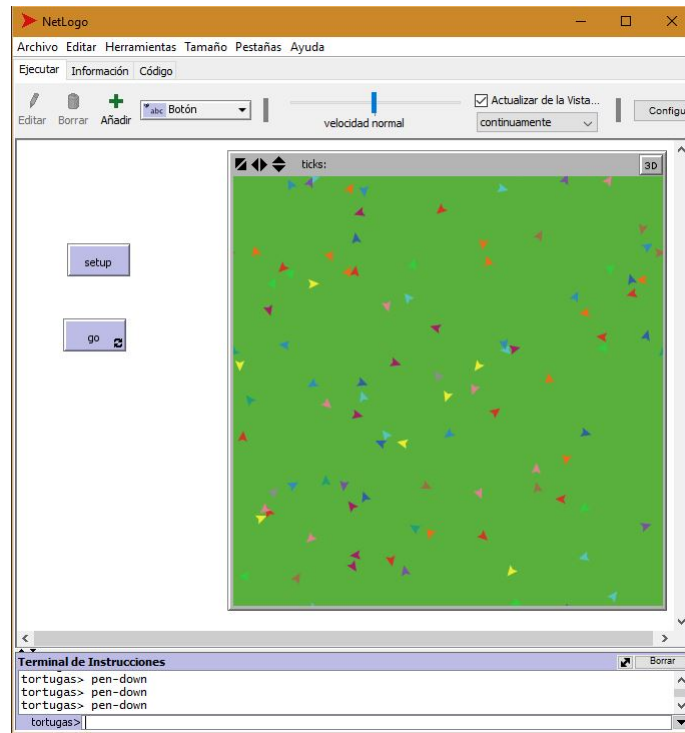 NetLogo
Archivo Editar Herramientas Tamaño Pestañas Ayuda
Ejecutar Información Código
Editar Borrar Añadir abc Botón velocidad normal Actualizar de la Vista... continuamente Configu
ticks: 3D
setup
go
Terminal de Instrucciones Borrar
tortugas> pen-down
tortugas> pen-down
tortugas> pen-down
tortugas>